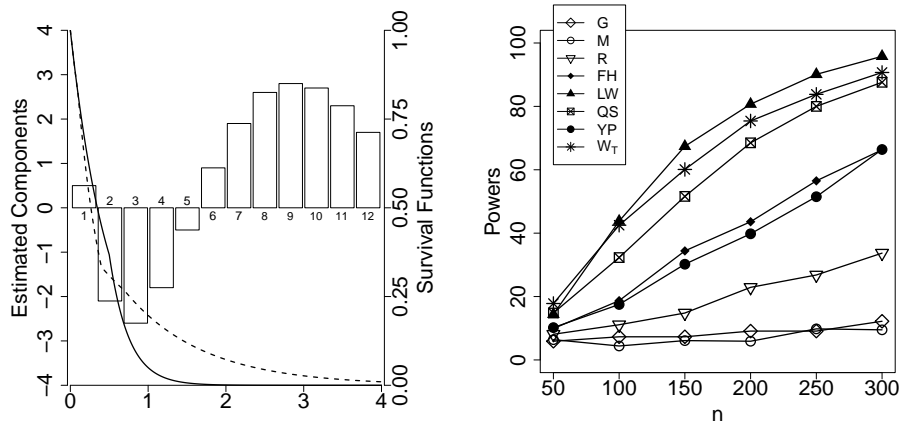 Estimated Components
4
3
2
1
0
−1
−2
−3
−4
1 2 3 4 5 6 7 8 9 10 11 12
0 1 2 3 4
Survival Functions
1.00
0.75
0.50
0.25
0.00
Powers
100
80
60
40
20
0
G
M
R
FH
LW
QS
YP
W_T
50 100 150 200 250 300
n